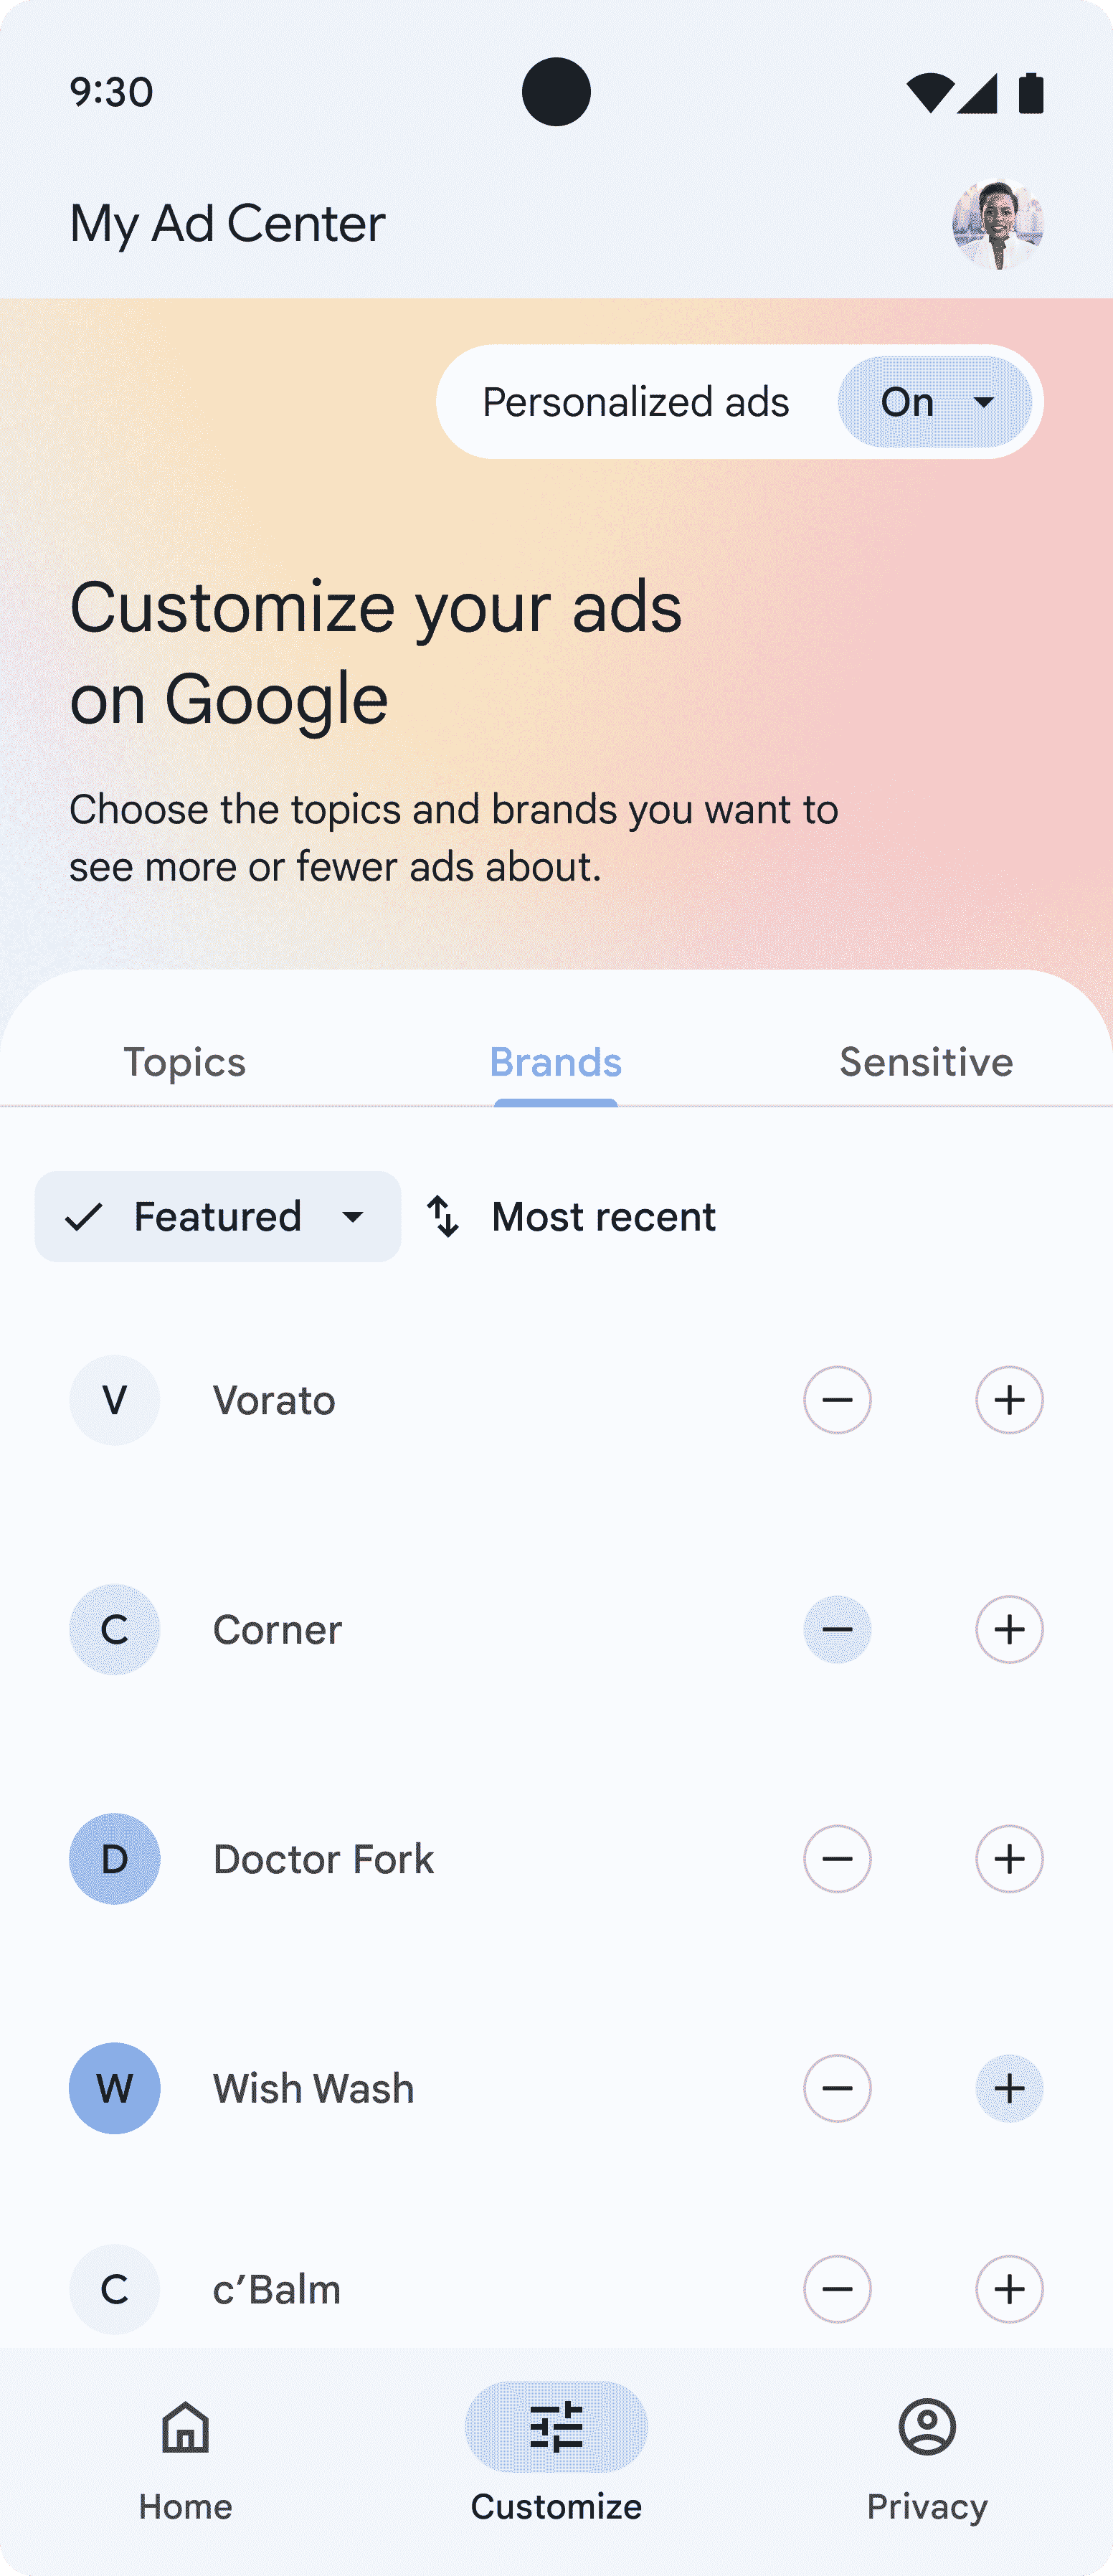 9:30
My Ad Center
Personalized ads On
Customize your ads
on Google
Choose the topics and brands you want to
see more or fewer ads about.
Topics Brands Sensitive
Featured Most recent
V Vorato
C Corner
D Doctor Fork
W Wish Wash
C c’Balm
Home Customize Privacy